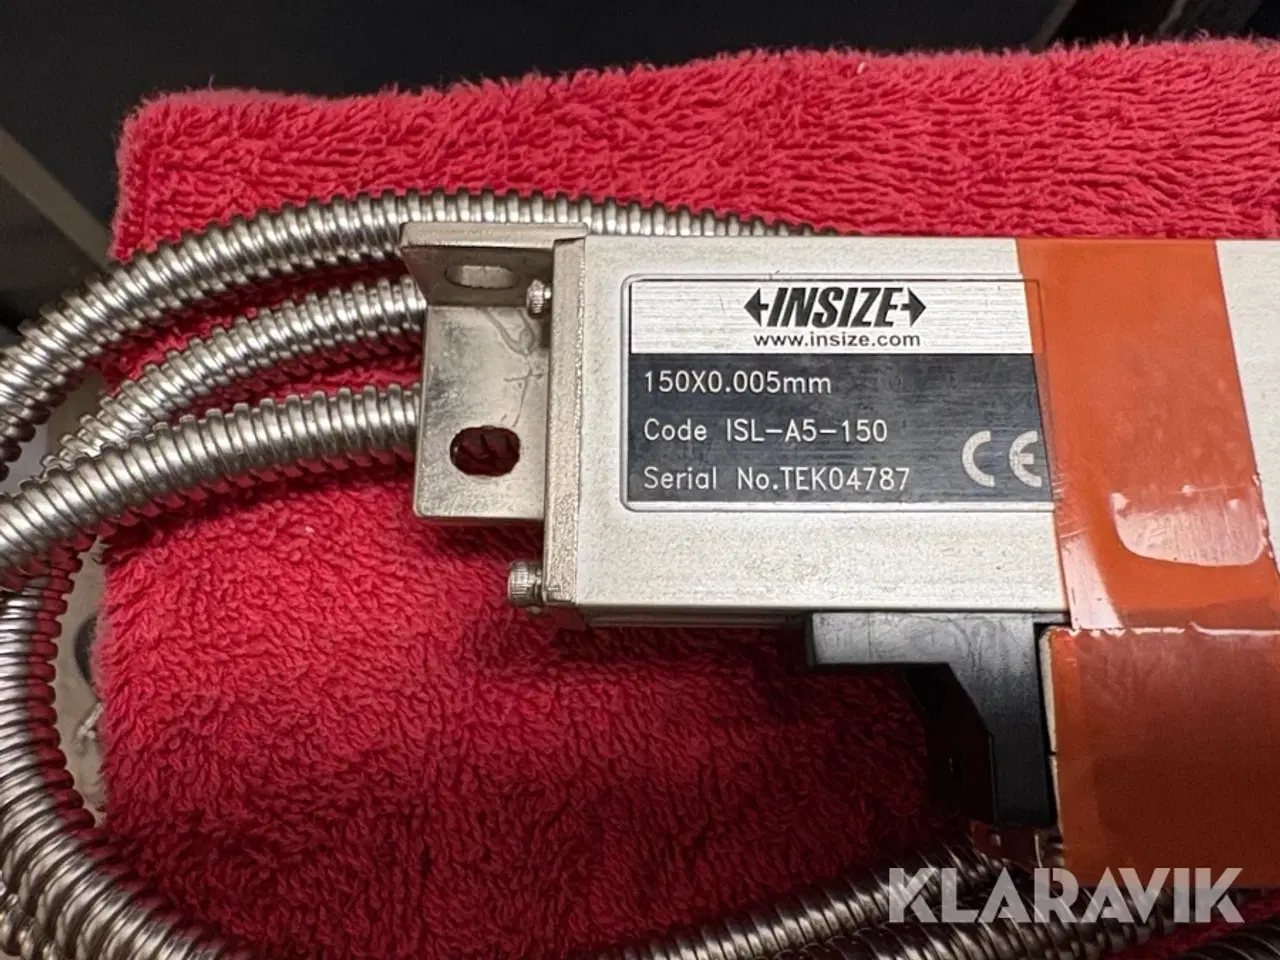 INSIZE
www.insize.com
150X0.005mm
Code ISL-A5-150
Serial No.TEK04787
CE
KLARAVIK